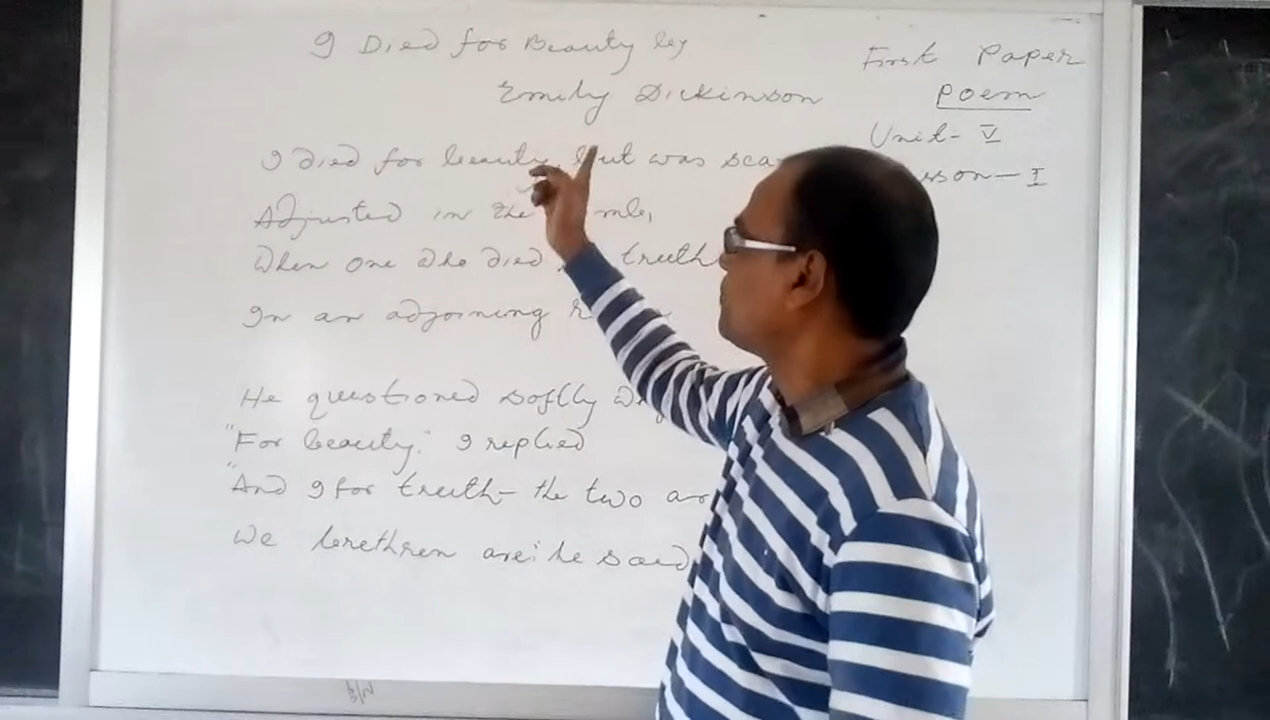 I Died for Beauty by
Emily Dickinson
First Paper
Poem
Unit- V
I died for beauty, but was
Adjusted in the
When one who died truth
In an adjoining
He questioned softly
"For beauty." I replied
"And I for truth- the two
We brethren are", he said